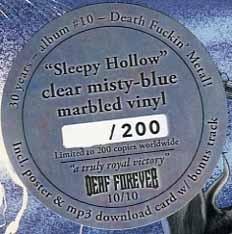 30 years – album #10 – Death Fuckin' Metal!
"Sleepy Hollow"
clear misty-blue
marbled vinyl
/200
Limited to 200 copies worldwide
"a truly royal victory"
DEAF FOREVER
10/10
Incl. poster & mp3 download card w/ bonus track